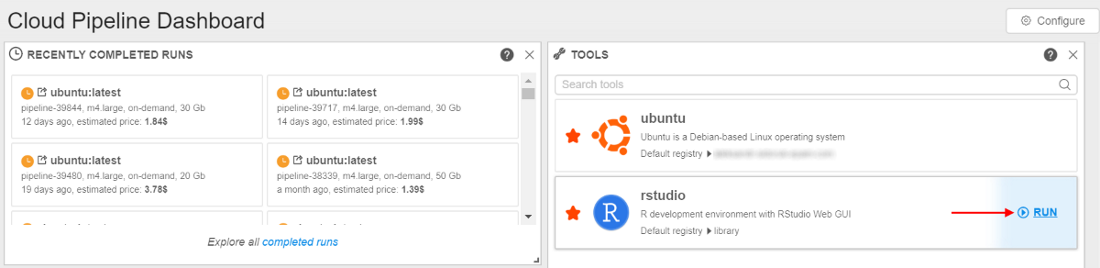 Cloud Pipeline Dashboard
Configure
RECENTLY COMPLETED RUNS
ubuntu:latest
pipeline-39844, m4.large, on-demand, 30 Gb
12 days ago, estimated price: 1.84$
ubuntu:latest
pipeline-39717, m4.large, on-demand, 30 Gb
14 days ago, estimated price: 1.99$
ubuntu:latest
pipeline-39480, m4.large, on-demand, 20 Gb
19 days ago, estimated price: 3.78$
ubuntu:latest
pipeline-38339, m4.large, on-demand, 50 Gb
a month ago, estimated price: 1.39$
Explore all completed runs
TOOLS
Search tools
ubuntu
Ubuntu is a Debian-based Linux operating system
Default registry
rstudio
R development environment with RStudio Web GUI
Default registry library
R
RUN